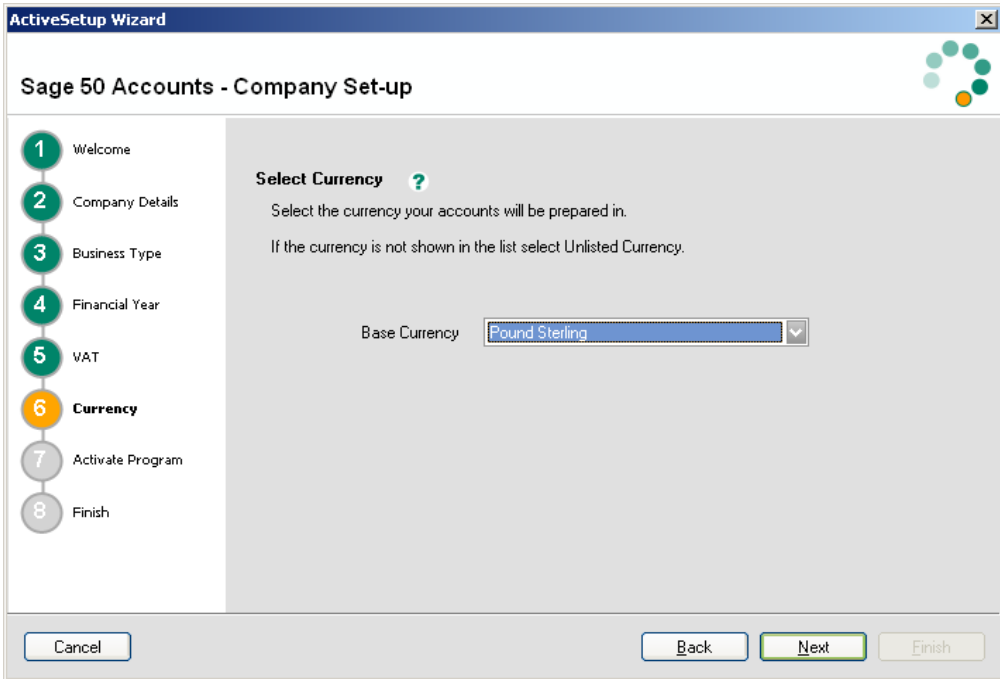 ActiveSetup Wizard
Sage 50 Accounts - Company Set-up
1 Welcome
2 Company Details
3 Business Type
4 Financial Year
5 VAT
6 Currency
7 Activate Program
8 Finish
Select Currency ?
Select the currency your accounts will be prepared in.
If the currency is not shown in the list select Unlisted Currency.
Base Currency Pound Sterling
Cancel Back Next Finish